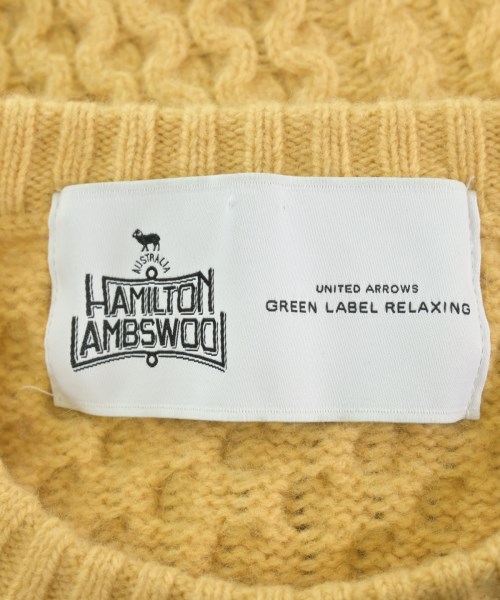 AUSTRALIA
HAMILTON
LAMBSWOOL
UNITED ARROWS
GREEN LABEL RELAXING